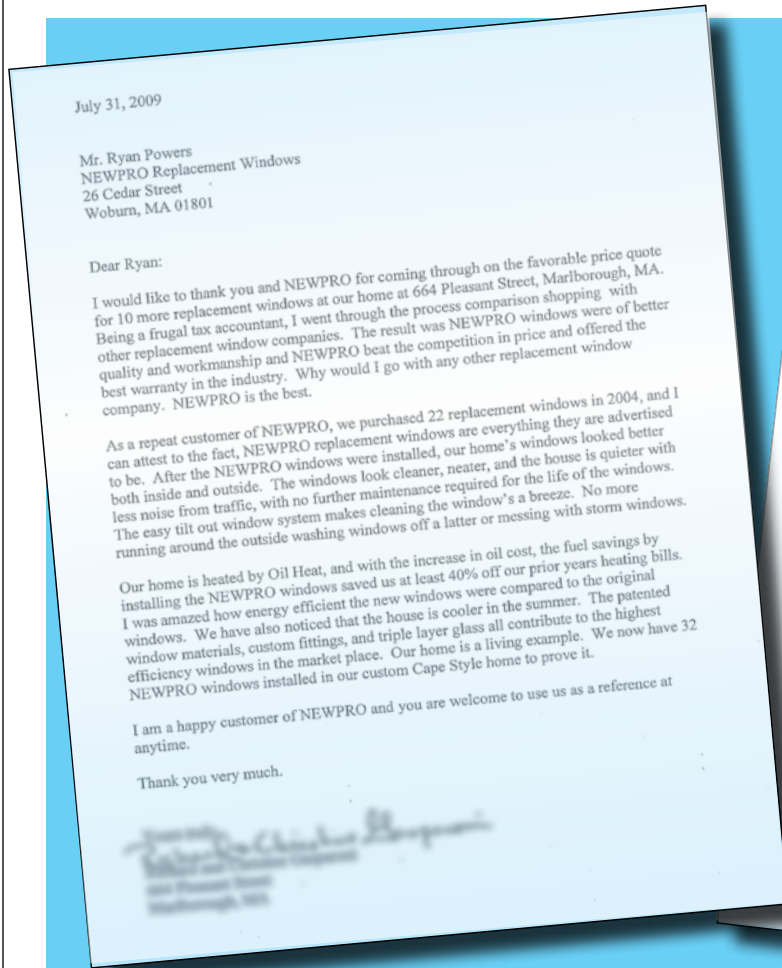 July 31, 2009
Mr. Ryan Powers
NEWPRO Replacement Windows
26 Cedar Street
Woburn, MA 01801
Dear Ryan:
I would like to thank you and NEWPRO for coming through on the favorable price quote
for 10 more replacement windows at our home at 664 Pleasant Street, Marlborough, MA.
Being a frugal tax accountant, I went through the process comparison shopping with
other replacement window companies. The result was NEWPRO windows were of better
quality and workmanship and NEWPRO beat the competition in price and offered the
best warranty in the industry. Why would I go with any other replacement window
company. NEWPRO is the best.
As a repeat customer of NEWPRO, we purchased 22 replacement windows in 2004, and I
can attest to the fact, NEWPRO replacement windows are everything they are advertised
to be. After the NEWPRO windows were installed, our home's windows looked better
both inside and outside. The windows look cleaner, neater, and the house is quieter with
less noise from traffic, with no further maintenance required for the life of the windows.
The easy tilt out window system makes cleaning the window's a breeze. No more
running around the outside washing windows off a latter or messing with storm windows.
Our home is heated by Oil Heat, and with the increase in oil cost, the fuel savings by
installing the NEWPRO windows saved us at least 40% off our prior years heating bills.
I was amazed how energy efficient the new windows were compared to the original
windows. We have also noticed that the house is cooler in the summer. The patented
window materials, custom fittings, and triple layer glass all contribute to the highest
efficiency windows in the market place. Our home is a living example. We now have 32
NEWPRO windows installed in our custom Cape Style home to prove it.
I am a happy customer of NEWPRO and you are welcome to use us as a reference at
anytime.
Thank you very much.